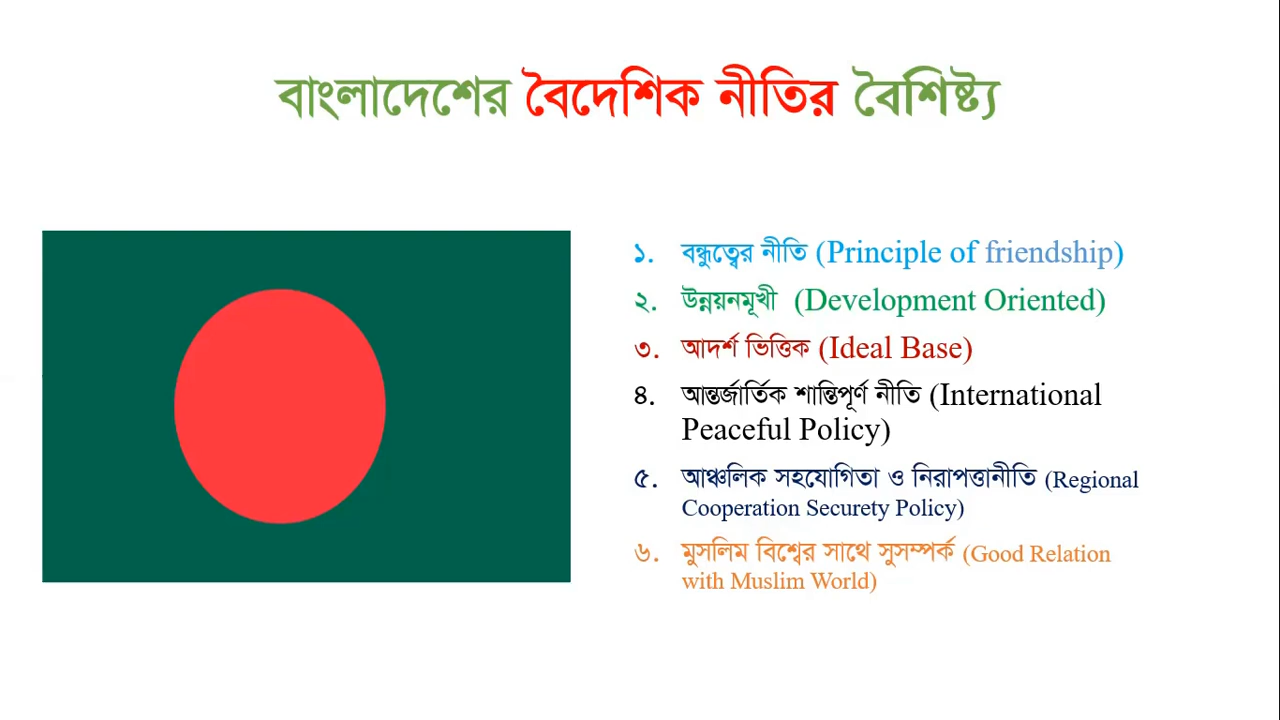 বাংলাদেশের বৈদেশিক নীতির বৈশিষ্ট্য
১. বন্ধুত্বের নীতি (Principle of friendship)
২. উন্নয়নমূখী (Development Oriented)
৩. আদর্শ ভিত্তিক (Ideal Base)
৪. আন্তর্জার্তিক শান্তিপূর্ণ নীতি (International
Peaceful Policy)
৫. আঞ্চলিক সহযোগিতা ও নিরাপত্তানীতি (Regional
Cooperation Securety Policy)
৬. মুসলিম বিশ্বের সাথে সুসম্পর্ক (Good Relation
with Muslim World)